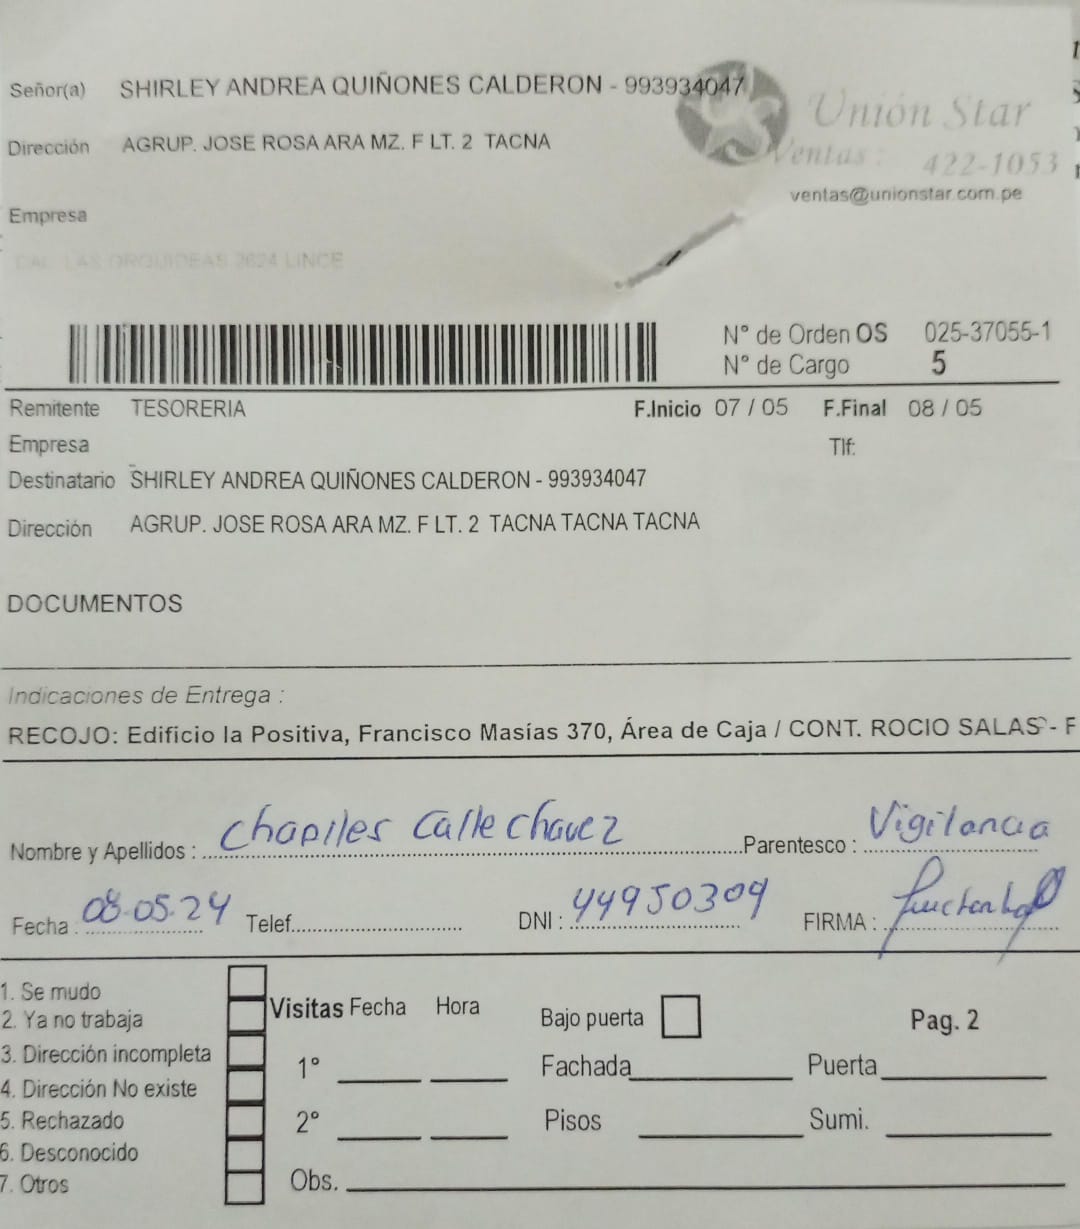 Señor(a) SHIRLEY ANDREA QUIÑONES CALDERON - 993934047
Unión Star
Dirección AGRUP. JOSE ROSA ARA MZ. F LT. 2 TACNA
Ventas: 422-1053
ventas@unionstar.com.pe
Empresa
CAL. LAS ORQUIDEAS 2624 LINCE
N° de Orden OS 025-37055-1
N° de Cargo 5
Remitente TESORERIA F.Inicio 07 / 05 F.Final 08 / 05
Empresa Tlf:
Destinatario SHIRLEY ANDREA QUIÑONES CALDERON - 993934047
Dirección AGRUP. JOSE ROSA ARA MZ. F LT. 2 TACNA TACNA TACNA
DOCUMENTOS
Indicaciones de Entrega :
RECOJO: Edificio la Positiva, Francisco Masías 370, Área de Caja / CONT. ROCIO SALAS - F
Nombre y Apellidos : Calle Chavez Parentesco : Vigilancia
Fecha : 08.05.24 Telef. DNI : 44950309 FIRMA :
1. Se mudo
2. Ya no trabaja
3. Dirección incompleta
4. Dirección No existe
5. Rechazado
6. Desconocido
7. Otros
Visitas Fecha Hora
1°
2°
Obs.
Bajo puerta Pag. 2
Fachada Puerta
Pisos Sumi.